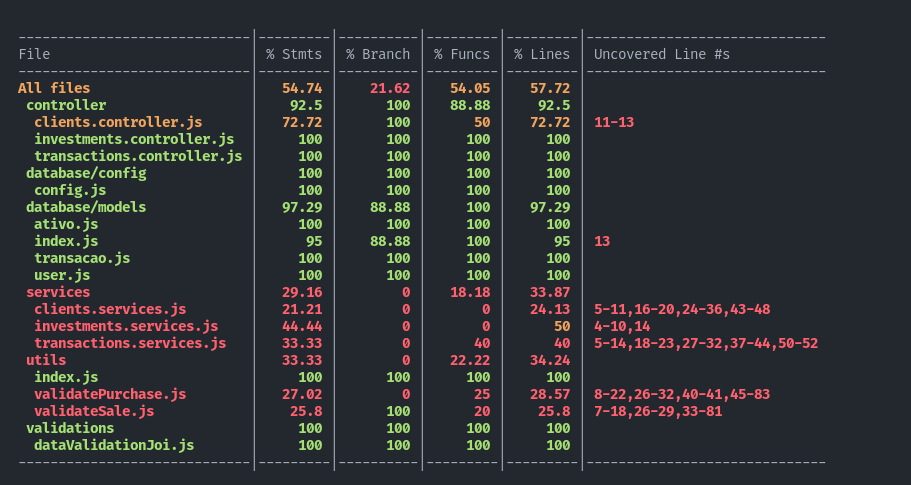 File | % Stmts | % Branch | % Funcs | % Lines | Uncovered Line #s
All files | 54.74 | 21.62 | 54.05 | 57.72 |
controller | 92.5 | 100 | 88.88 | 92.5 |
clients.controller.js | 72.72 | 100 | 50 | 72.72 | 11-13
investments.controller.js | 100 | 100 | 100 | 100 |
transactions.controller.js | 100 | 100 | 100 | 100 |
database/config | 100 | 100 | 100 | 100 |
config.js | 100 | 100 | 100 | 100 |
database/models | 97.29 | 88.88 | 100 | 97.29 |
ativo.js | 100 | 100 | 100 | 100 |
index.js | 95 | 88.88 | 100 | 95 | 13
transacao.js | 100 | 100 | 100 | 100 |
user.js | 100 | 100 | 100 | 100 |
services | 29.16 | 0 | 18.18 | 33.87 |
clients.services.js | 21.21 | 0 | 0 | 24.13 | 5-11,16-20,24-36,43-48
investments.services.js | 44.44 | 0 | 0 | 50 | 4-10,14
transactions.services.js | 33.33 | 0 | 40 | 40 | 5-14,18-23,27-32,37-44,50-52
utils | 33.33 | 0 | 22.22 | 34.24 |
index.js | 100 | 100 | 100 | 100 |
validatePurchase.js | 27.02 | 0 | 25 | 28.57 | 8-22,26-32,40-41,45-83
validateSale.js | 25.8 | 100 | 20 | 25.8 | 7-18,26-29,33-81
validations | 100 | 100 | 100 | 100 |
dataValidationJoi.js | 100 | 100 | 100 | 100 |